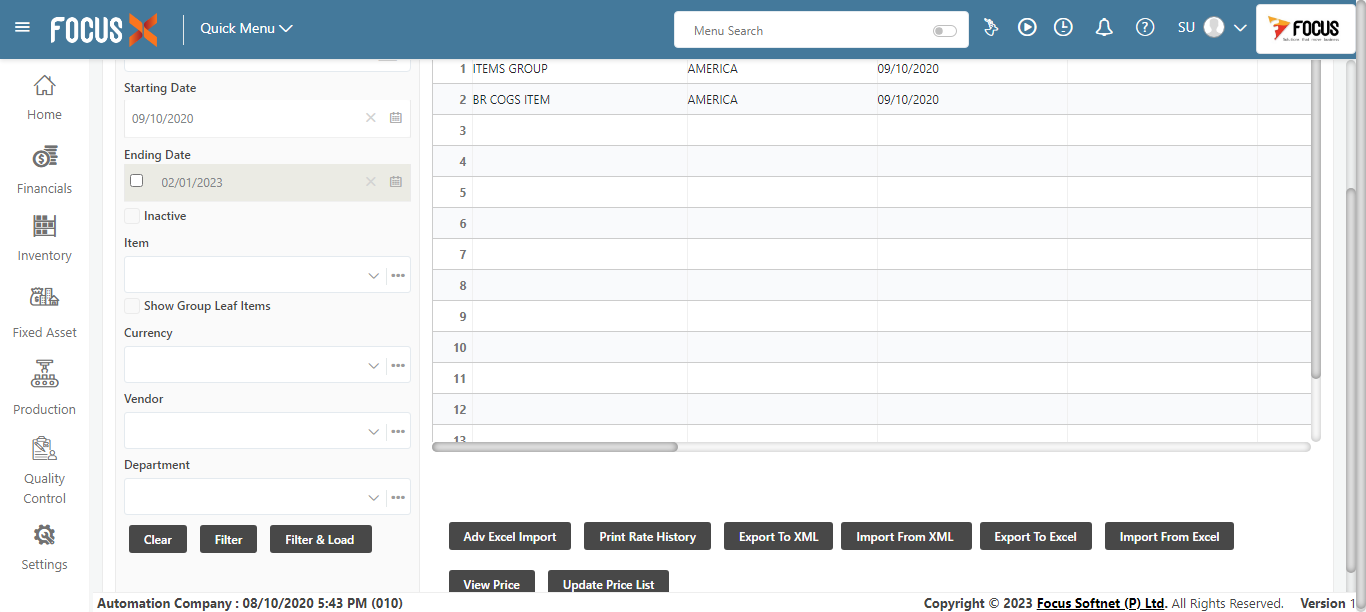 FOCUS X
Quick Menu
Menu Search
SU
FOCUS
Home
Financials
Inventory
Fixed Asset
Production
Quality
Control
Settings
Starting Date
09/10/2020
Ending Date
02/01/2023
Inactive
Item
Show Group Leaf Items
Currency
Vendor
Department
Clear
Filter
Filter & Load
1 ITEMS GROUP AMERICA 09/10/2020
2 BR COGS ITEM AMERICA 09/10/2020
3
4
5
6
7
8
9
10
11
12
13
Adv Excel Import
Print Rate History
Export To XML
Import From XML
Export To Excel
Import From Excel
View Price
Update Price List
Automation Company : 08/10/2020 5:43 PM (010)
Copyright © 2023 Focus Softnet (P) Ltd. All Rights Reserved. Version 1